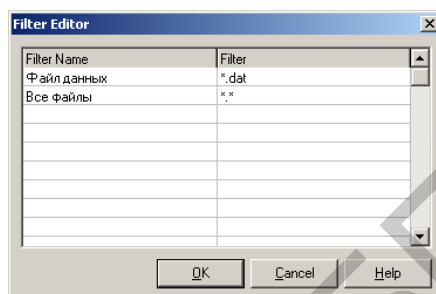 Filter Editor
Filter Name Filter
Файл данных *.dat
Все файлы *.*
OK Cancel Help